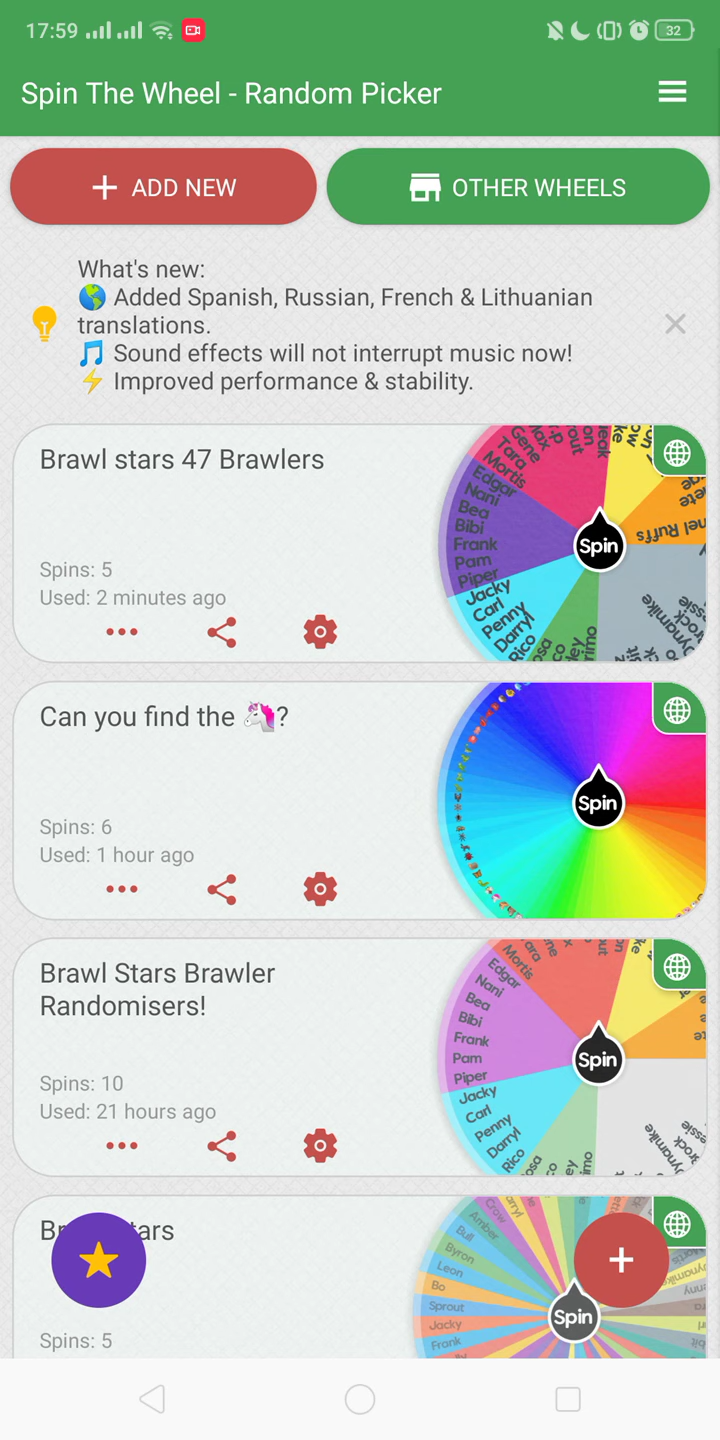 17:59
32
Spin The Wheel - Random Picker
ADD NEW
OTHER WHEELS
What's new:
🌎 Added Spanish, Russian, French & Lithuanian
translations.
🎵 Sound effects will not interrupt music now!
⚡ Improved performance & stability.
Brawl stars 47 Brawlers
Spins: 5
Used: 2 minutes ago
Gene
Tara
Mortis
Edgar
Nani
Bea
Bibi
Frank
Pam
Piper
Jacky
Carl
Penny
Darryl
Rico
Spin
Can you find the 🦄?
Spins: 6
Used: 1 hour ago
Spin
Brawl Stars Brawler
Randomisers!
Spins: 10
Used: 21 hours ago
Mortis
Edgar
Nani
Bea
Bibi
Frank
Pam
Piper
Jacky
Carl
Penny
Darryl
Rico
Spin
Spins: 5
Crow
Amber
Bull
Byron
Leon
Bo
Sprout
Jacky
Frank
Spin